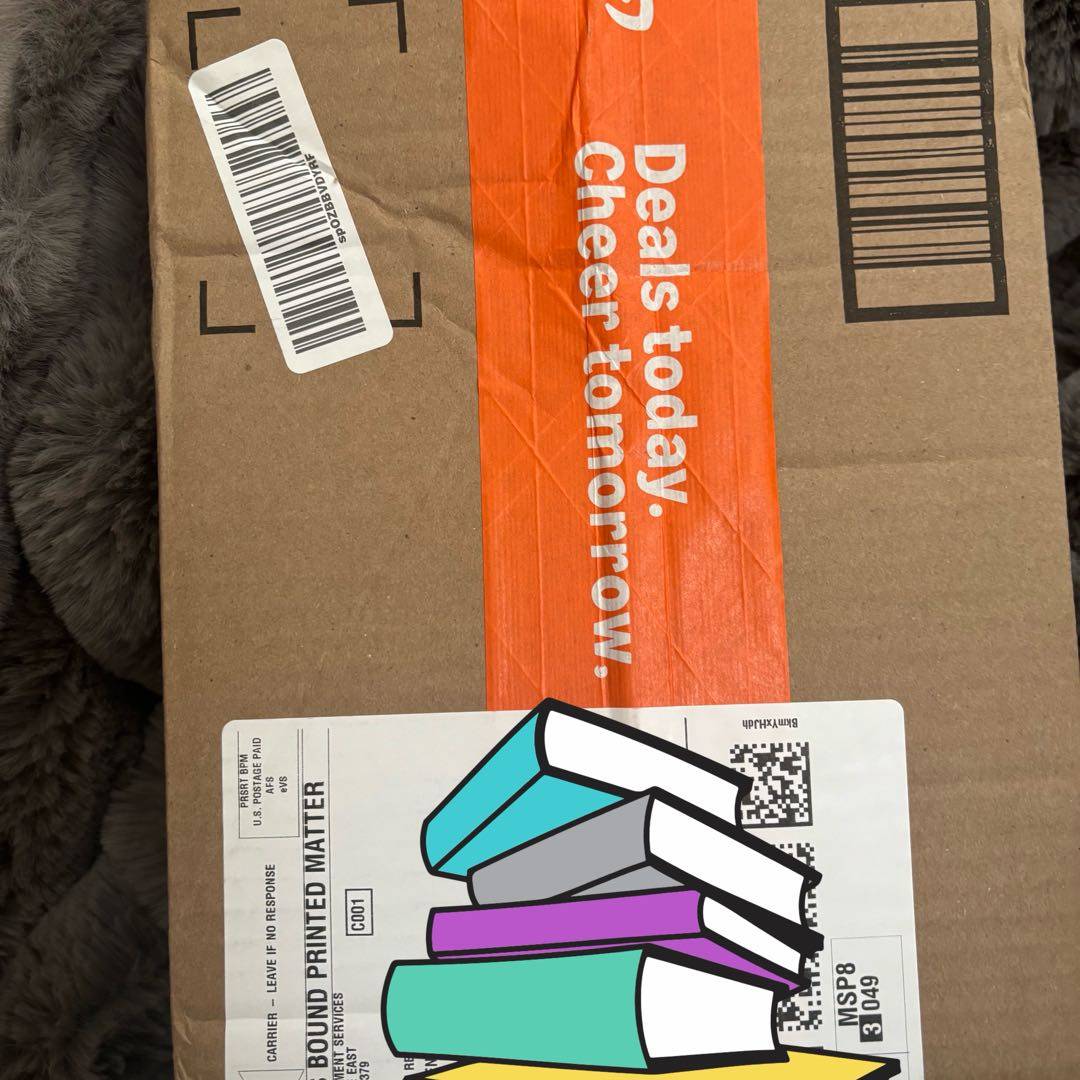 spOZBBVDYRF
Deals today.
Cheer tomorrow.
BkmYxHJdh
PRSRT BPM
U.S. POSTAGE PAID
AFS
eVS
CARRIER – LEAVE IF NO RESPONSE
BOUND PRINTED MATTER
C001
MENT SERVICES
EAST
379
RE
MSP8
3 049